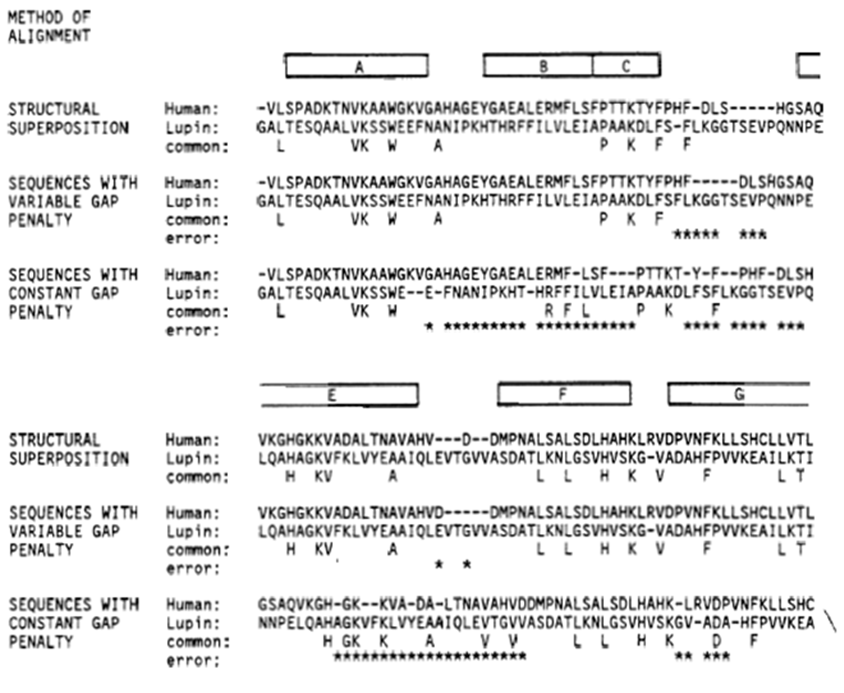 METHOD OF
ALIGNMENT
A B C
STRUCTURAL Human: -VLSPADKTNVKAAWGKVGAHAGEYGAEALERMFLSFPTTKTYFPHF-DLS-----HGSAQ
SUPERPOSITION Lupin: GALTESQAALVKSSWEEFNANIPKHTHRFFILVLEIAPAAKDLFS-FLKGGTSEVPQNNPE
common: L VK W A P K F F
SEQUENCES WITH Human: -VLSPADKTNVKAAWGKVGAHAGEYGAEALERMFLSFPTTKTYFPHF-----DLSHGSAQ
VARIABLE GAP Lupin: GALTESQAALVKSSWEEFNANIPKHTHRFFILVLEIAPAAKDLFSFLKGGTSEVPQNNPE
PENALTY common: L VK W A P K F
error: ***** ***
SEQUENCES WITH Human: -VLSPADKTNVKAAWGKVGAHAGEYGAEALERMF-LSF---PTTKT-Y-F--PHF-DLSH
CONSTANT GAP Lupin: GALTESQAALVKSSWE--E-FNANIPKHT-HRFFILVLEIAPAAKDLFSFLKGGTSEVPQ
PENALTY common: L VK W R F L P K F
error: * ********* *********** **** **** ***
E F G
STRUCTURAL Human: VKGHGKKVADALTNAVAHV---D--DMPNALSALSDLHAHKLRVDPVNFKLLSHCLLVTL
SUPERPOSITION Lupin: LQAHAGKVFKLVYEAAIQLEVTGVVASDATLKNLGSVHVSKG-VADAHFPVVKEAILKTI
common: H KV A L L H K V F L T
SEQUENCES WITH Human: VKGHGKKVADALTNAVAHVD-----DMPNALSALSDLHAHKLRVDPVNFKLLSHCLLVTL
VARIABLE GAP Lupin: LQAHAGKVFKLVYEAAIQLEVTGVVASDATLKNLGSVHVSKG-VADAHFPVVKEAILKTI
PENALTY common: H KV A L L H K V F L T
error: * *
SEQUENCES WITH Human: GSAQVKGH-GK--KVA-DA-LTNAVAHVDDMPNALSALSDLHAHK-LRVDPVNFKLLSHC
CONSTANT GAP Lupin: NNPELQAHAGKVFKLVYEAAIQLEVTGVVASDATLKNLGSVHVSKGV-ADA-HFPVVKEA
PENALTY common: H GK K A V V L L H K D F
error: ********************* ** ***